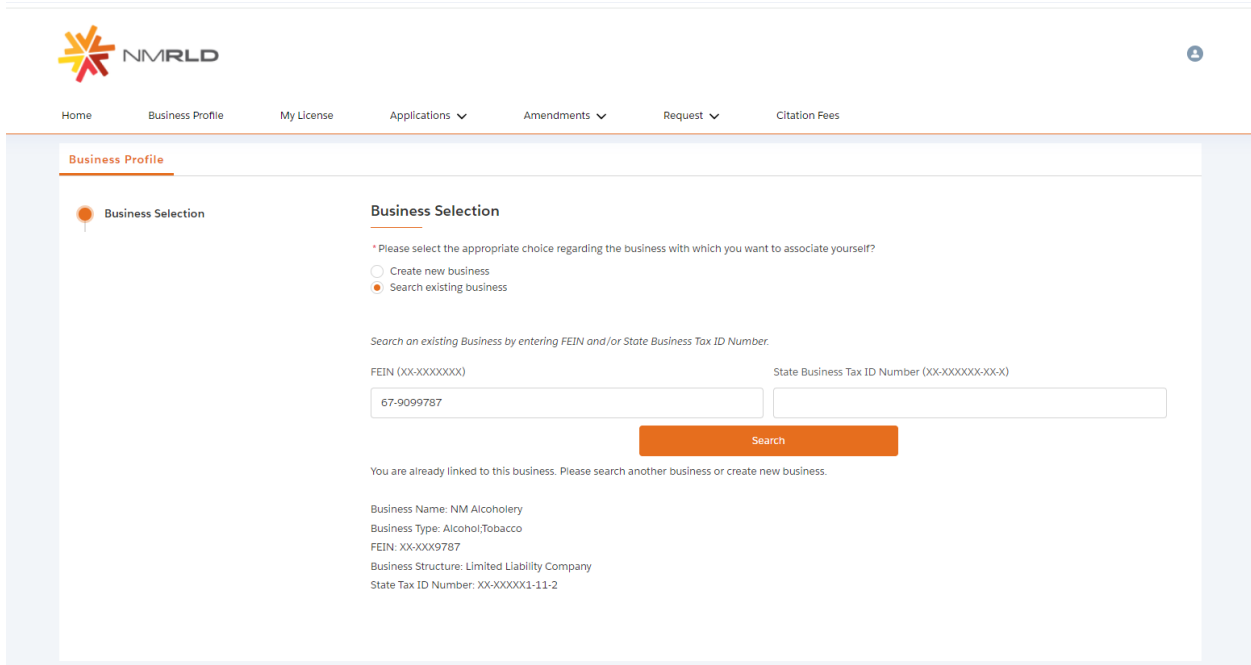 NMRLD
Home Business Profile My License Applications Amendments Request Citation Fees
Business Profile
Business Selection
Business Selection
*Please select the appropriate choice regarding the business with which you want to associate yourself?
Create new business
Search existing business
Search an existing Business by entering FEIN and/or State Business Tax ID Number.
FEIN (XX-XXXXXXX) State Business Tax ID Number (XX-XXXXXX-XX-X)
67-9099787
Search
You are already linked to this business. Please search another business or create new business.
Business Name: NM Alcoholery
Business Type: Alcohol;Tobacco
FEIN: XX-XXX9787
Business Structure: Limited Liability Company
State Tax ID Number: XX-XXXXX1-11-2